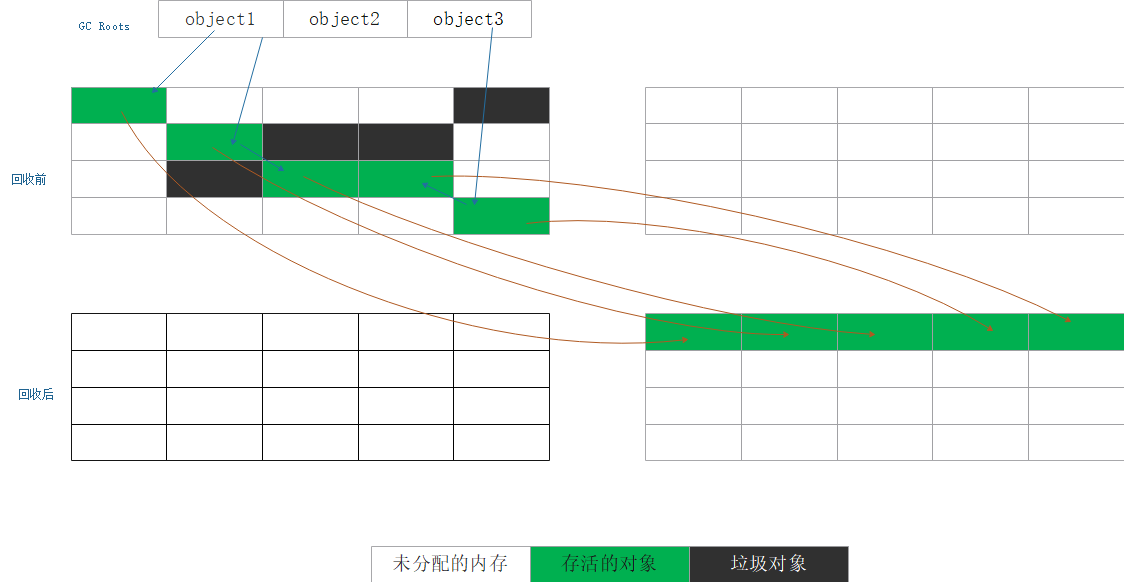 GC Roots
object1
object2
object3
回收前
回收后
未分配的内存
存活的对象
垃圾对象